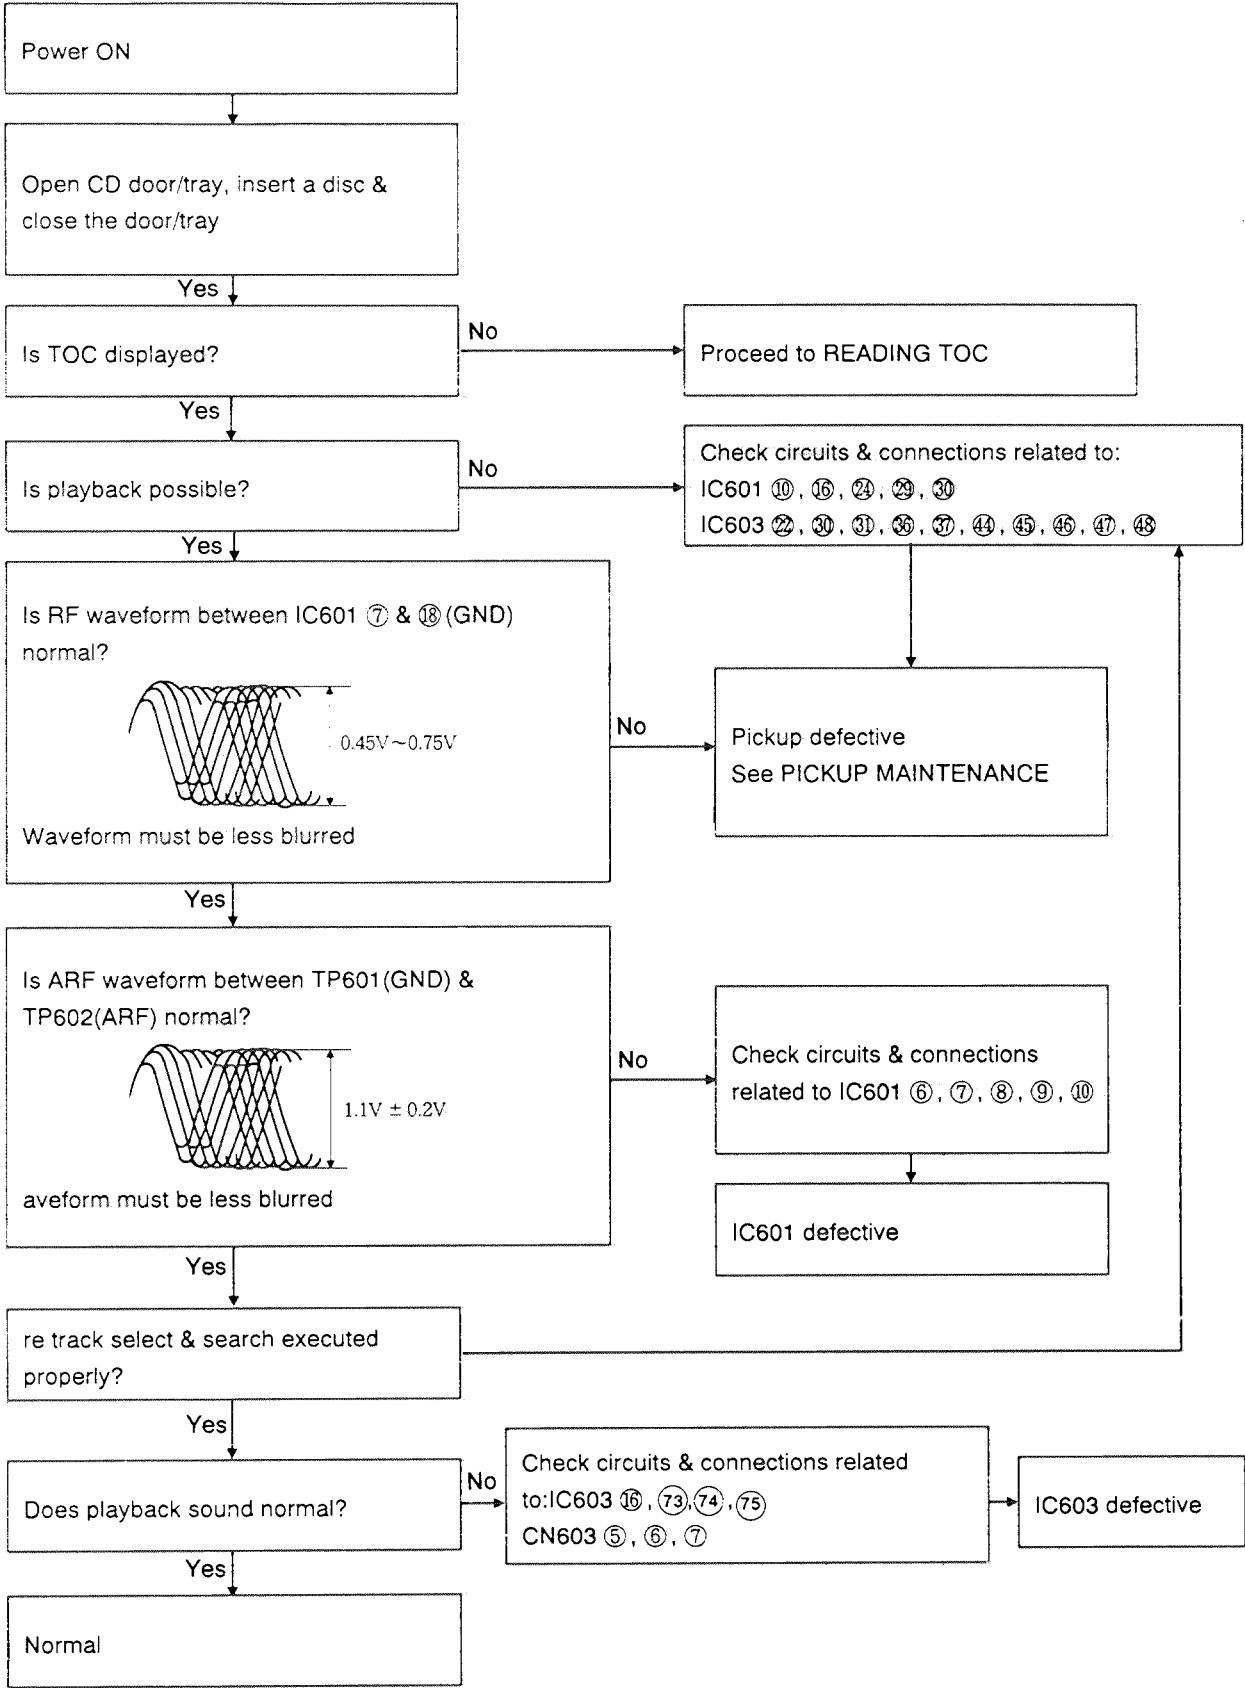 Power ON
Open CD door/tray, insert a disc &
close the door/tray
Yes
Is TOC displayed?
No
Proceed to READING TOC
Yes
Is playback possible?
No
Check circuits & connections related to:
IC601 ⑩, ⑯, ㉔, ㉙, ㉚
IC603 ㉒, ㉚, ㉛, ㊱, ㊲, ㊹, ㊺, ㊻, ㊼, ㊽
Yes
Is RF waveform between IC601 ⑦ & ⑱ (GND)
normal?
0.45V~0.75V
Waveform must be less blurred
No
Pickup defective
See PICKUP MAINTENANCE
Yes
Is ARF waveform between TP601(GND) &
TP602(ARF) normal?
1.1V ± 0.2V
aveform must be less blurred
No
Check circuits & connections
related to IC601 ⑥, ⑦, ⑧, ⑨, ⑩
IC601 defective
Yes
re track select & search executed
properly?
Yes
Does playback sound normal?
No
Check circuits & connections related
to:IC603 ⑯, 73, 74, 75
CN603 ⑤, ⑥, ⑦
IC603 defective
Yes
Normal